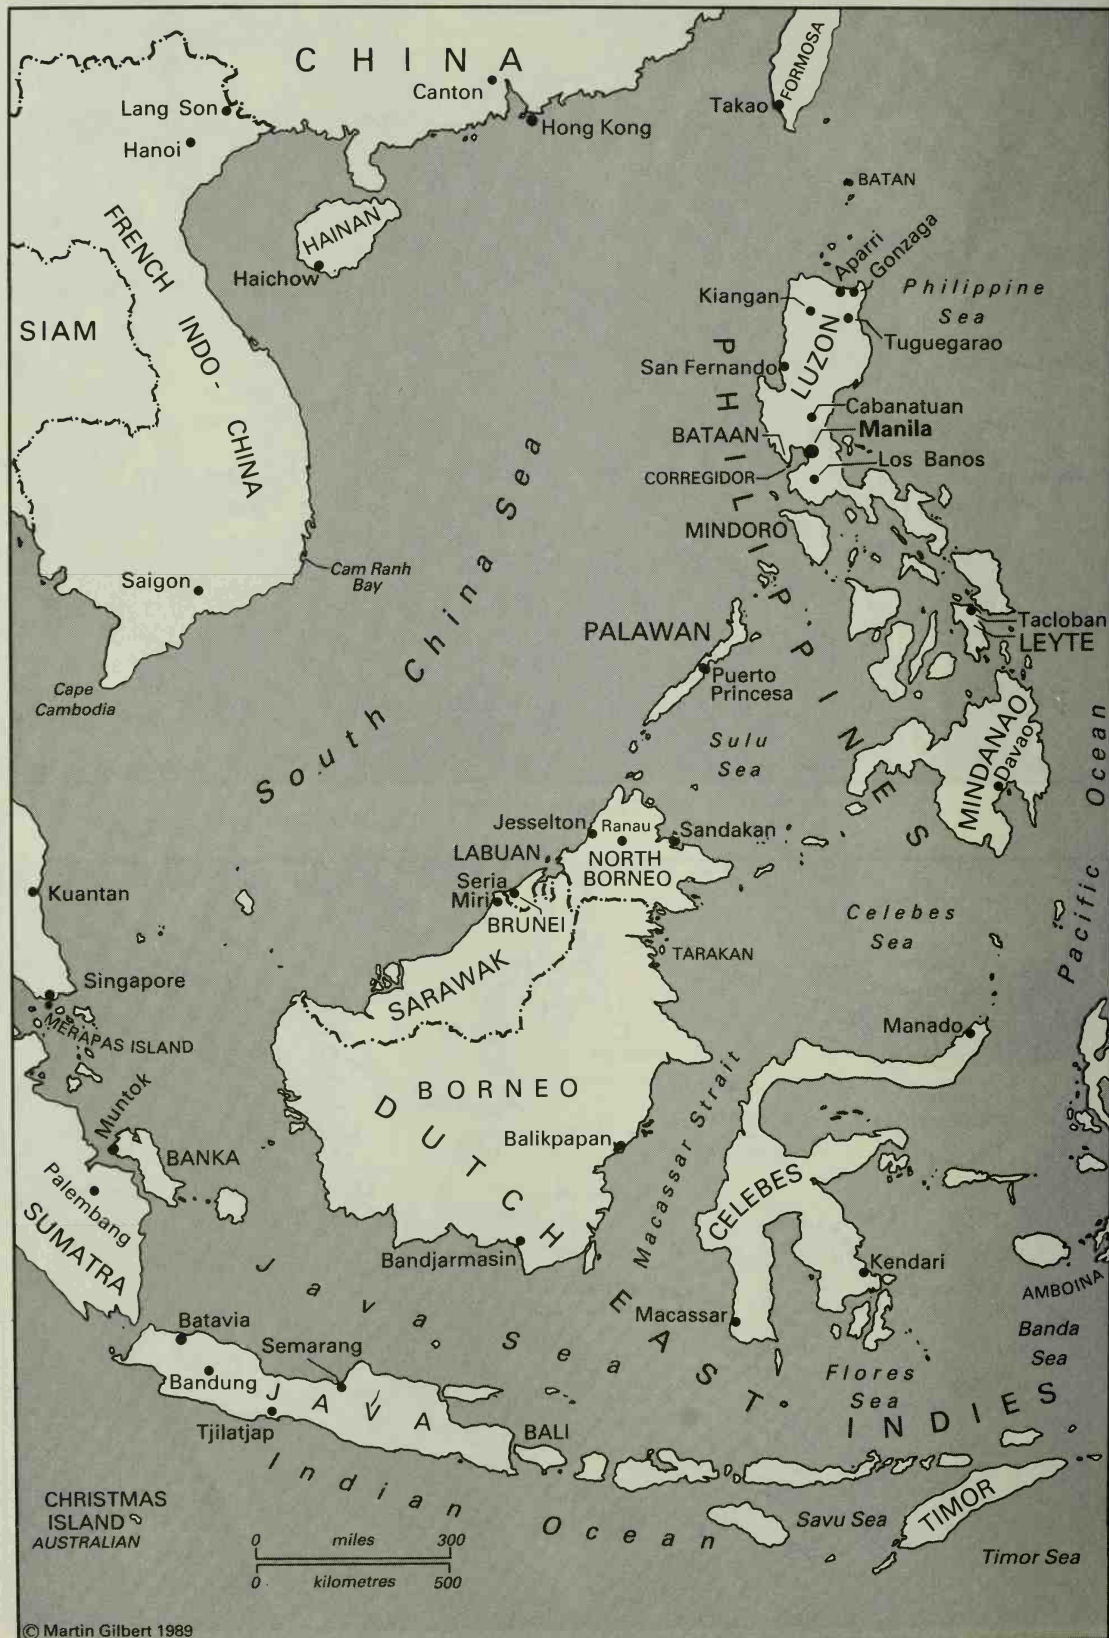 CHINA
Canton
Lang Son
Hong Kong
Hanoi
FORMOSA
Takao
BATAN
HAINAN
Haichow
FRENCH
INDO-
CHINA
SIAM
Aparri
Gonzaga
Philippine
Sea
Kiangan
Tuguegarao
LUZON
San Fernando
Cabanatuan
BATAAN
Manila
CORREGIDOR
Los Banos
MINDORO
PHILIPPINES
South China Sea
Saigon
Cam Ranh
Bay
Cape
Cambodia
PALAWAN
Puerto
Princesa
Tacloban
LEYTE
Sulu
Sea
MINDANAO
Davao
Pacific Ocean
Jesselton
Ranau
Sandakan
LABUAN
NORTH
BORNEO
Seria
Miri
BRUNEI
Kuantan
Celebes
Sea
TARAKAN
SARAWAK
Singapore
MERAPAS ISLAND
Manado
BORNEO
DUTCH
EAST
INDIES
Macassar Strait
Muntok
BANKA
Balikpapan
Palembang
SUMATRA
CELEBES
Bandjarmasin
Kendari
AMBOINA
Java Sea
Macassar
Banda
Sea
Batavia
Semarang
Flores
Sea
Bandung
JAVA
Tjilatjap
BALI
Indian Ocean
CHRISTMAS
ISLAND
AUSTRALIAN
Savu Sea
TIMOR
Timor Sea
0 miles 300
0 kilometres 500
© Martin Gilbert 1989